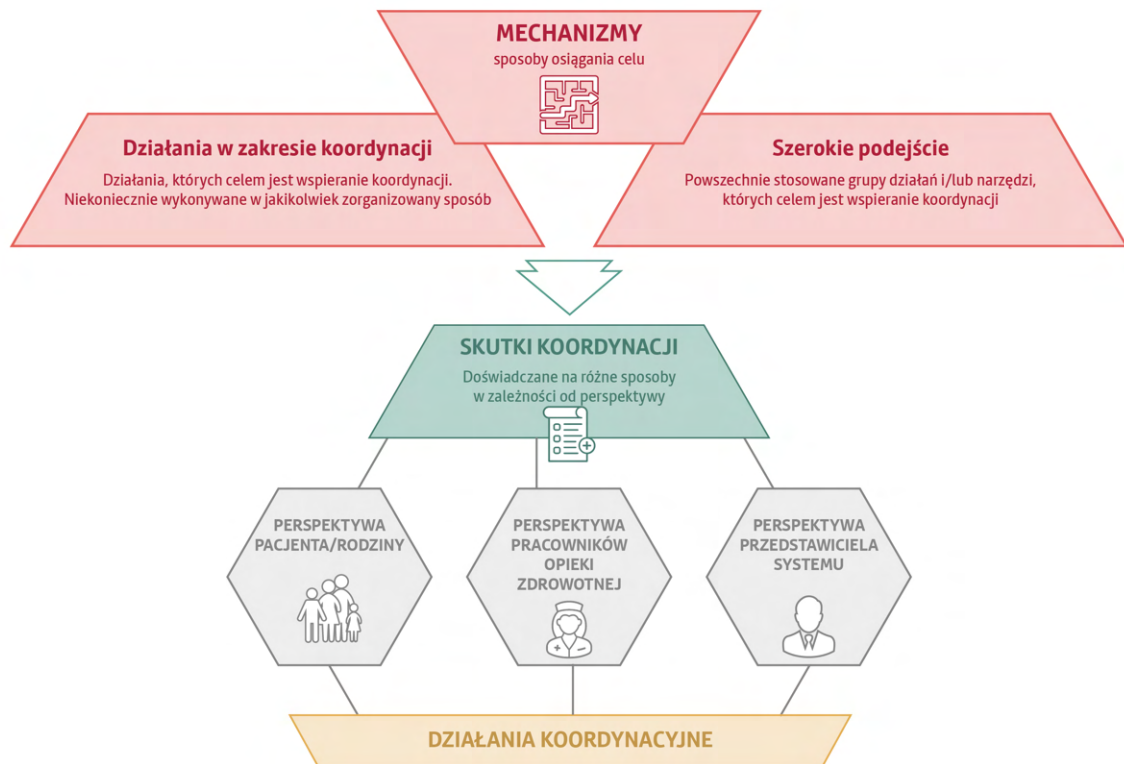 MECHANIZMY
sposoby osiągania celu
Działania w zakresie koordynacji
Działania, których celem jest wspieranie koordynacji.
Niekoniecznie wykonywane w jakikolwiek zorganizowany sposób
Szerokie podejście
Powszechnie stosowane grupy działań i/lub narzędzi,
których celem jest wspieranie koordynacji
SKUTKI KOORDYNACJI
Doświadczane na różne sposoby
w zależności od perspektywy
PERSPEKTYWA
PACJENTA/RODZINY
PERSPEKTYWA
PRACOWNIKÓW
OPIEKI
ZDROWOTNEJ
PERSPEKTYWA
PRZEDSTAWICIELA
SYSTEMU
DZIAŁANIA KOORDYNACYJNE